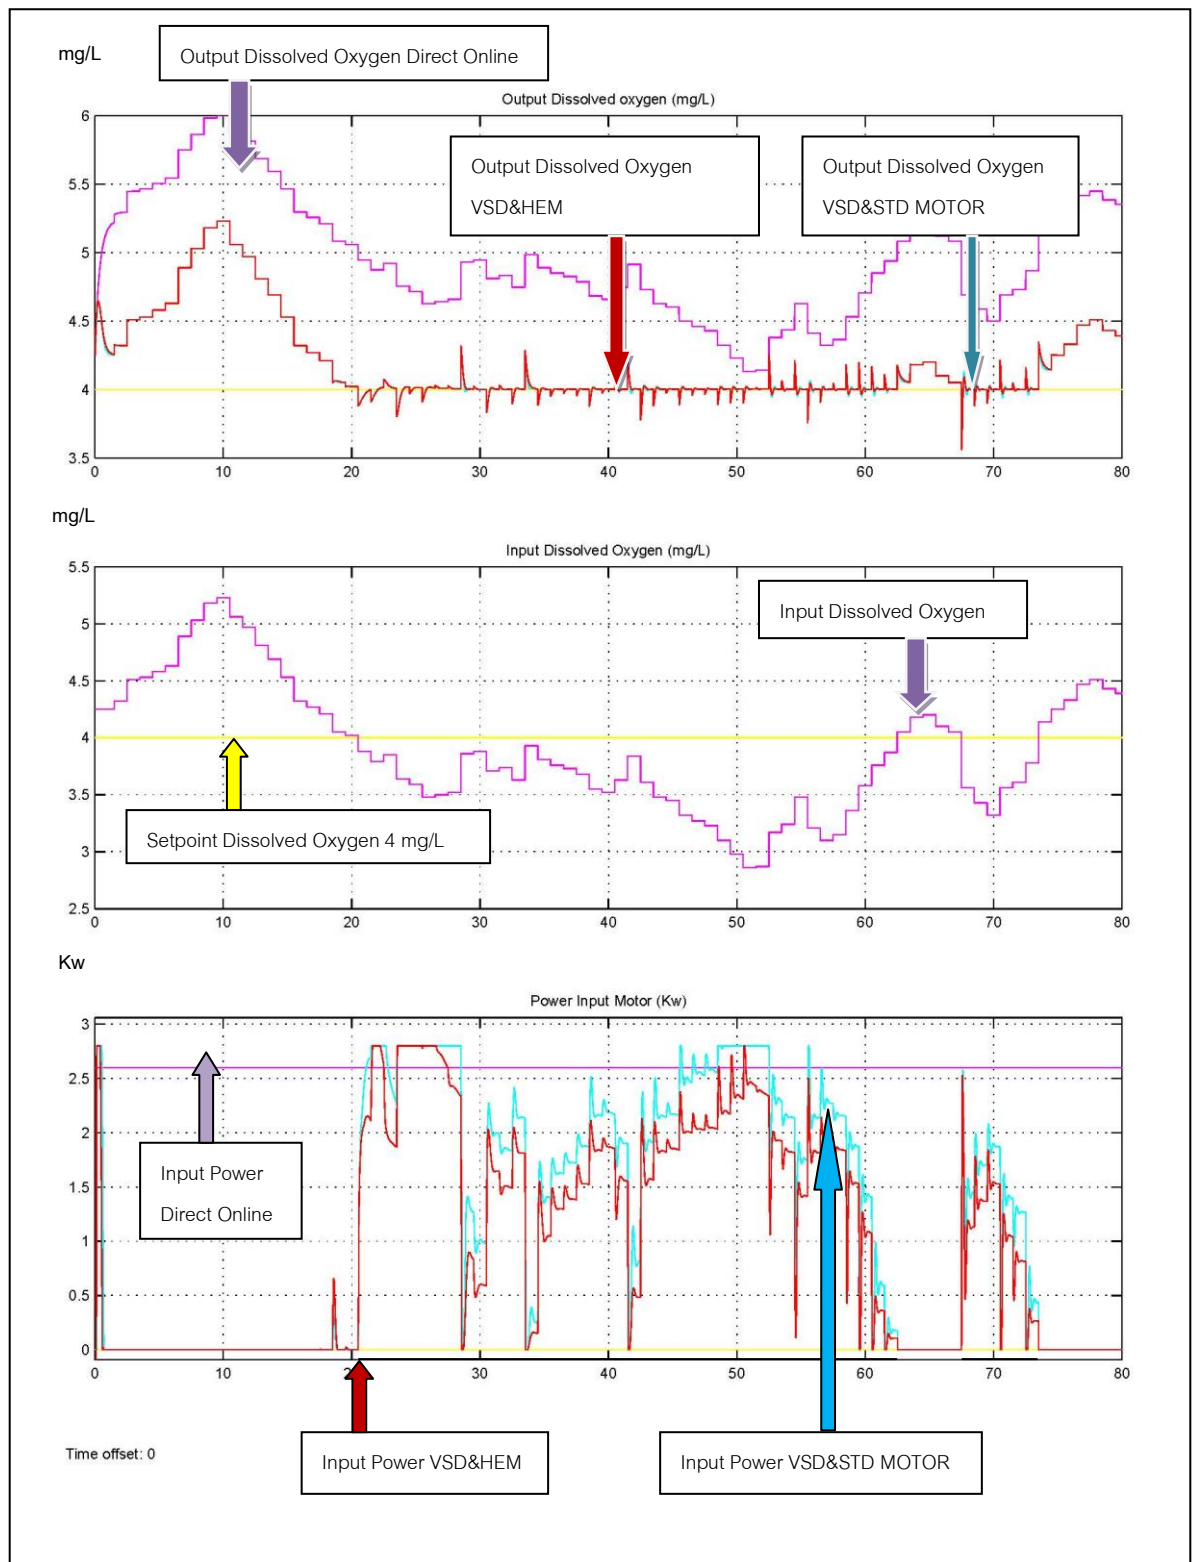 mg/L
Output Dissolved Oxygen Direct Online
Output Dissolved oxygen (mg/L)
6
5.5
5
4.5
4
3.5
Output Dissolved Oxygen
VSD&HEM
Output Dissolved Oxygen
VSD&STD MOTOR
0 10 20 30 40 50 60 70 80
mg/L
Input Dissolved Oxygen (mg/L)
5.5
5
4.5
4
3.5
3
2.5
Input Dissolved Oxygen
Setpoint Dissolved Oxygen 4 mg/L
0 10 20 30 40 50 60 70 80
Kw
Power Input Motor (Kw)
3
2.5
2
1.5
1
0.5
0
Input Power
Direct Online
0 10 20 30 40 50 60 70 80
Time offset: 0
Input Power VSD&HEM
Input Power VSD&STD MOTOR